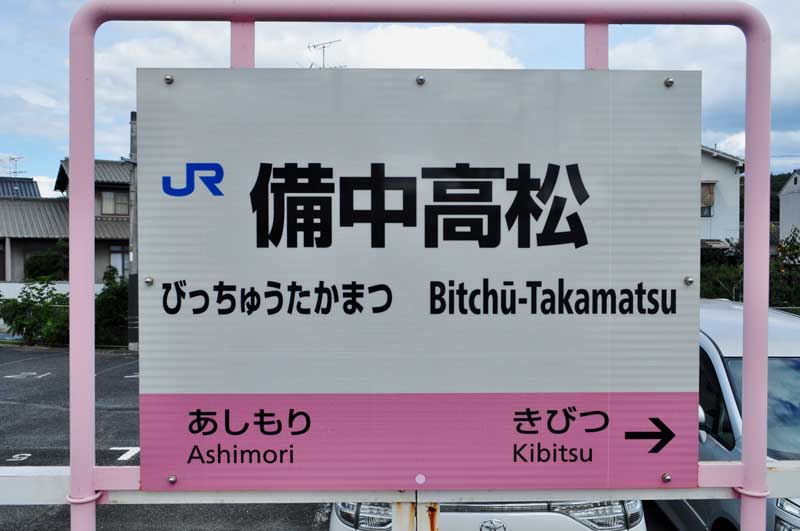 JR 備中高松
びっちゅうたかまつ Bitchū-Takamatsu
あしもり きびつ →
Ashimori Kibitsu